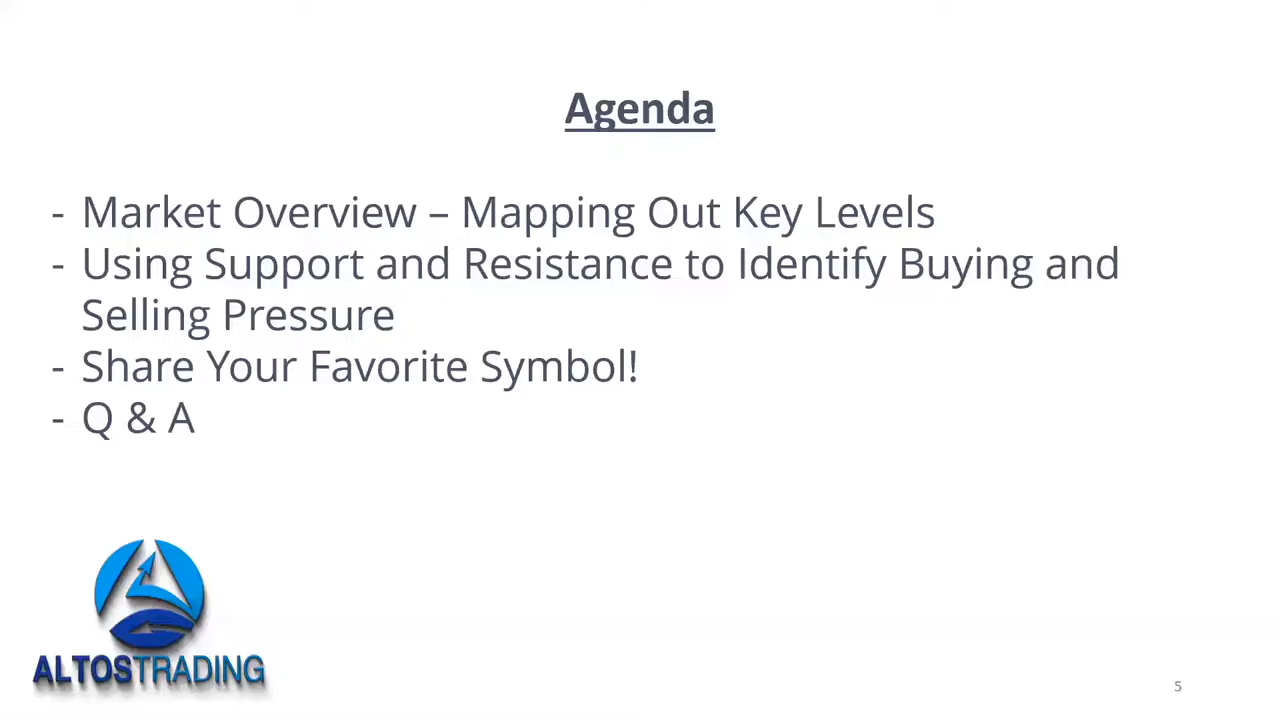 Agenda
- Market Overview – Mapping Out Key Levels
- Using Support and Resistance to Identify Buying and
Selling Pressure
- Share Your Favorite Symbol!
- Q & A
ALTOSTRADING
5